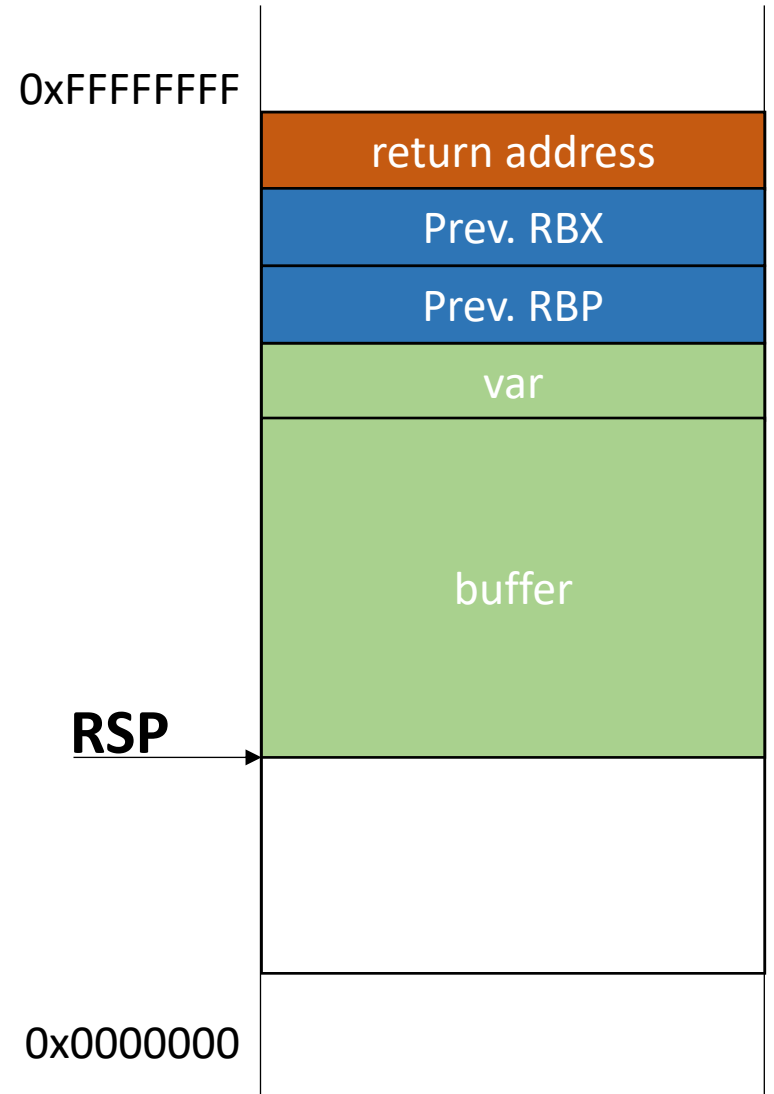 0xFFFFFFFF
return address
Prev. RBX
Prev. RBP
var
buffer
RSP
0x0000000